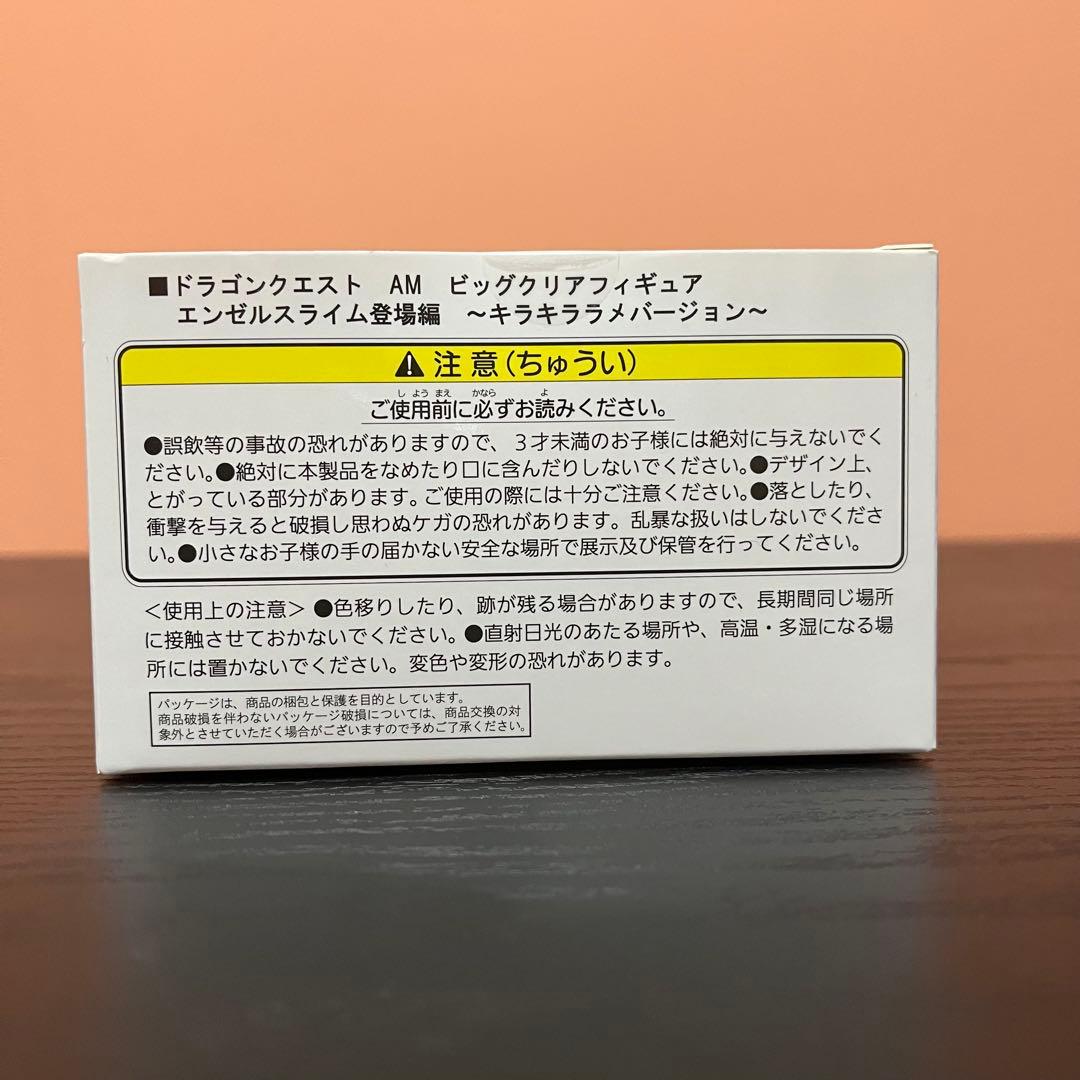 ■ドラゴンクエスト　AM　ビッグクリアフィギュア
エンゼルスライム登場編　～キラキララメバージョン～
⚠注意（ちゅうい）
しようまえ　かなら　よ
ご使用前に必ずお読みください。
●誤飲等の事故の恐れがありますので、３才未満のお子様には絶対に与えないでく
ださい。●絶対に本製品をなめたり口に含んだりしないでください。●デザイン上、
とがっている部分があります。ご使用の際には十分ご注意ください。●落としたり、
衝撃を与えると破損し思わぬケガの恐れがあります。乱暴な扱いはしないでくださ
い。●小さなお子様の手の届かない安全な場所で展示及び保管を行ってください。
＜使用上の注意＞●色移りしたり、跡が残る場合がありますので、長期間同じ場所
に接触させておかないでください。●直射日光のあたる場所や、高温・多湿になる場
所には置かないでください。変色や変形の恐れがあります。
パッケージは、商品の梱包と保護を目的としています。
商品破損を伴わないパッケージ破損については、商品交換の対
象外とさせていただく場合がございますので予めご了承ください。